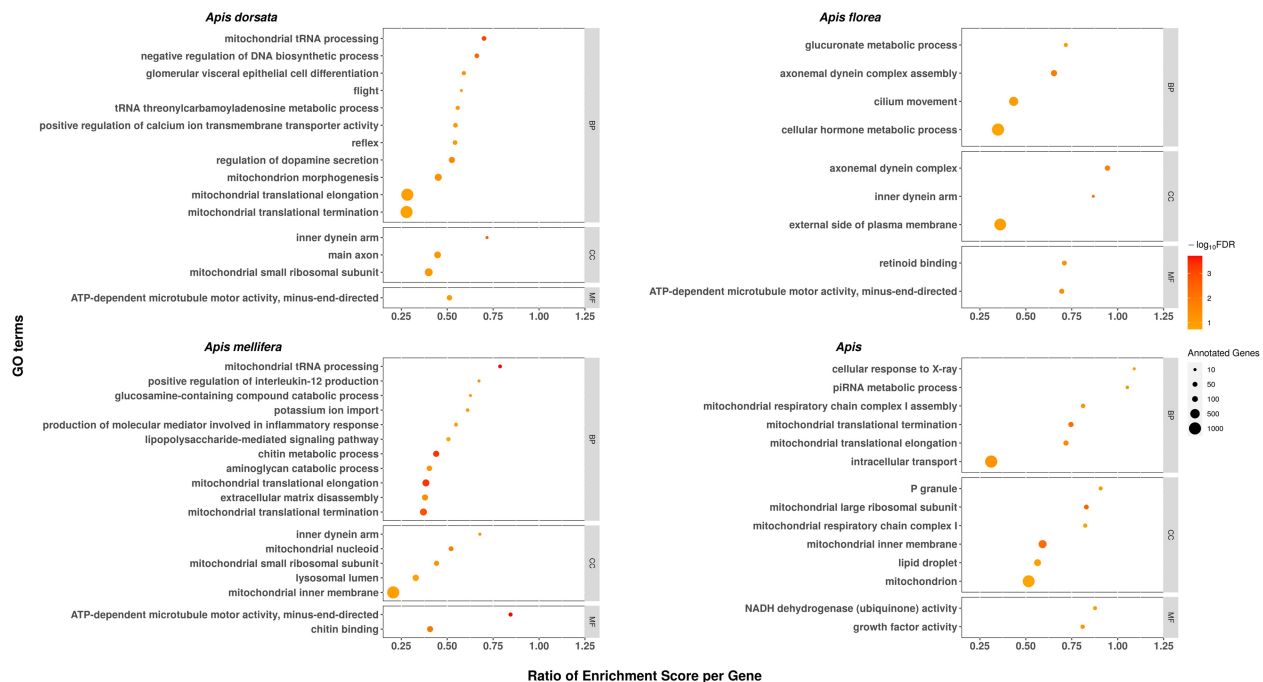 Apis dorsata
mitochondrial tRNA processing
negative regulation of DNA biosynthetic process
glomerular visceral epithelial cell differentiation
flight
tRNA threonylcarbamoyladenosine metabolic process
positive regulation of calcium ion transmembrane transporter activity
reflex
regulation of dopamine secretion
mitochondrion morphogenesis
mitochondrial translational elongation
mitochondrial translational termination
BP
inner dynein arm
main axon
mitochondrial small ribosomal subunit
CC
ATP-dependent microtubule motor activity, minus-end-directed
MF
0.25 0.50 0.75 1.00 1.25
Apis florea
glucuronate metabolic process
axonemal dynein complex assembly
cilium movement
cellular hormone metabolic process
BP
axonemal dynein complex
inner dynein arm
external side of plasma membrane
CC
retinoid binding
ATP-dependent microtubule motor activity, minus-end-directed
MF
0.25 0.50 0.75 1.00 1.25
Apis mellifera
mitochondrial tRNA processing
positive regulation of interleukin-12 production
glucosamine-containing compound catabolic process
potassium ion import
production of molecular mediator involved in inflammatory response
lipopolysaccharide-mediated signaling pathway
chitin metabolic process
aminoglycan catabolic process
mitochondrial translational elongation
extracellular matrix disassembly
mitochondrial translational termination
BP
inner dynein arm
mitochondrial nucleoid
mitochondrial small ribosomal subunit
lysosomal lumen
mitochondrial inner membrane
CC
ATP-dependent microtubule motor activity, minus-end-directed
chitin binding
MF
0.25 0.50 0.75 1.00 1.25
Apis
cellular response to X-ray
piRNA metabolic process
mitochondrial respiratory chain complex I assembly
mitochondrial translational termination
mitochondrial translational elongation
intracellular transport
BP
P granule
mitochondrial large ribosomal subunit
mitochondrial respiratory chain complex I
mitochondrial inner membrane
lipid droplet
mitochondrion
CC
NADH dehydrogenase (ubiquinone) activity
growth factor activity
MF
0.25 0.50 0.75 1.00 1.25
GO terms
Ratio of Enrichment Score per Gene
− log₁₀FDR
3
2
1
Annotated Genes
10
50
100
500
1000